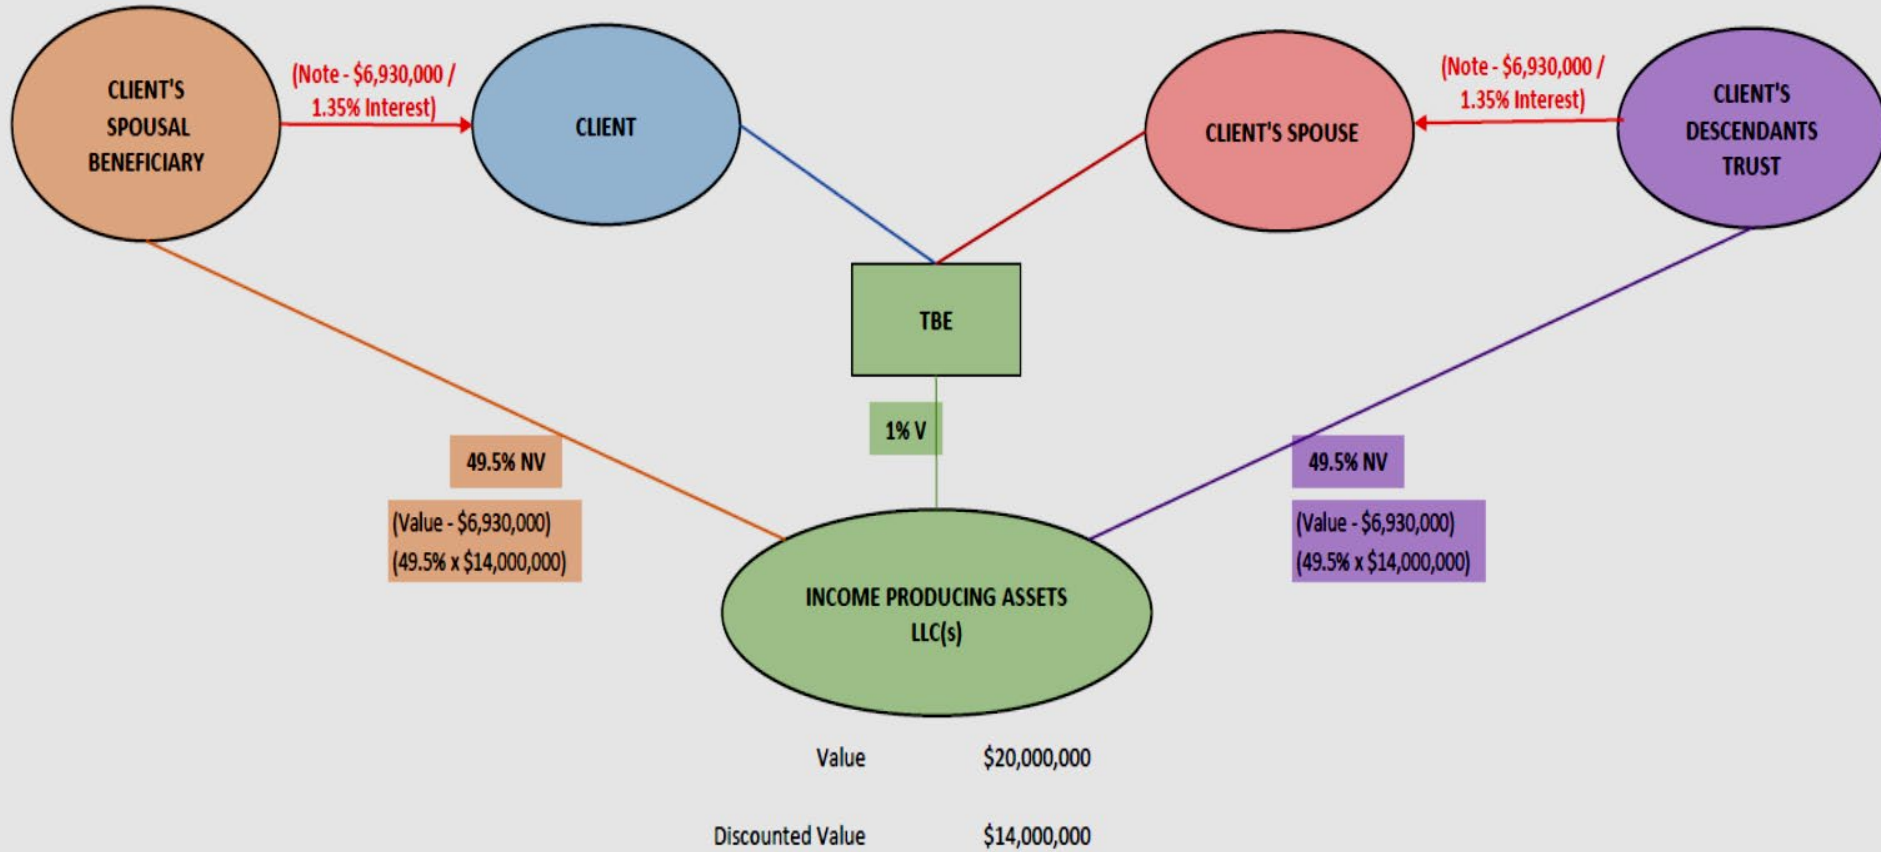 CLIENT'S
SPOUSAL
BENEFICIARY
(Note - $6,930,000 /
1.35% Interest)
CLIENT
CLIENT'S SPOUSE
(Note - $6,930,000 /
1.35% Interest)
CLIENT'S
DESCENDANTS
TRUST
TBE
1% V
49.5% NV
(Value - $6,930,000)
(49.5% x $14,000,000)
49.5% NV
(Value - $6,930,000)
(49.5% x $14,000,000)
INCOME PRODUCING ASSETS
LLC(s)
Value $20,000,000
Discounted Value $14,000,000